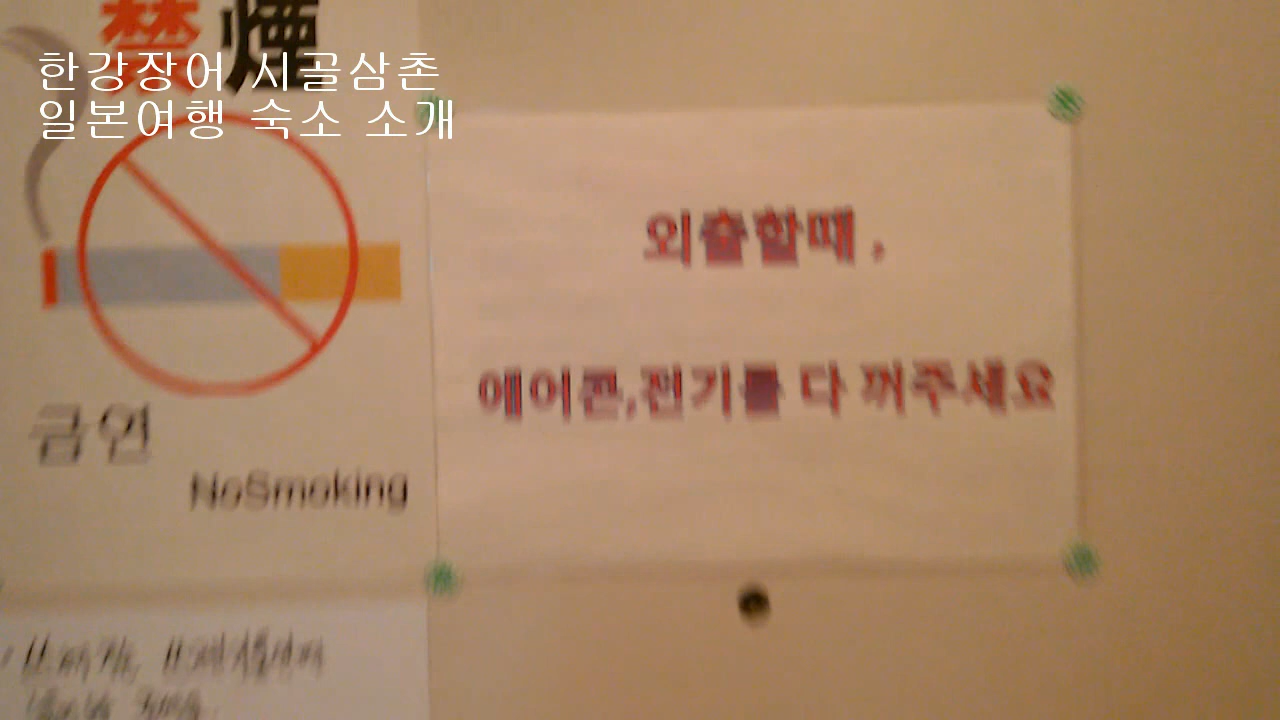 禁煙
한강장어 시골삼촌
일본여행 숙소 소개
외출할때,
에이콘,전기를 다 꺼주세요
금연
NoSmoking